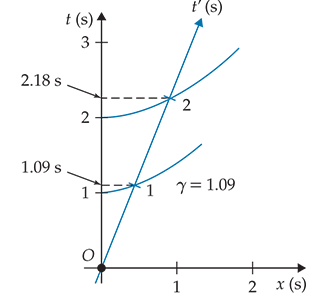 t (s)
t′ (s)
3
2.18 s
2
2
1.09 s
1
1
γ = 1.09
O
1
2
x (s)